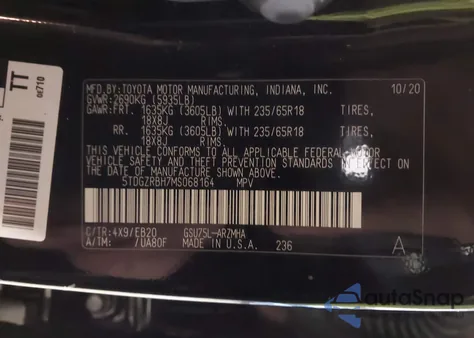 MFD.BY:TOYOTA MOTOR MANUFACTURING, INDIANA, INC. 10/20
GVWR:2690KG (5935LB)
GAWR:FRT. 1635KG (3605LB) WITH 235/65R18 TIRES,
18X8J
RR. 1635KG (3605LB) WITH 235/65R18 TIRES,
18X8J
THIS VEHICLE CONFORMS TO ALL APPLICABLE FEDERAL MOTOR
VEHICLE SAFETY, BUMPER, AND THEFT PREVENTION STANDARDS
IN EFFECT ON THE DATE OF MANUFACTURE SHOWN ABOVE.
5TDGZRBH7MS068164 MPV
C/TR:4X9/EB20 GSU75L-ARZMHA
A/TM: /UA80F MADE IN U.S.A. 236 A
TT
or710
autoSnap